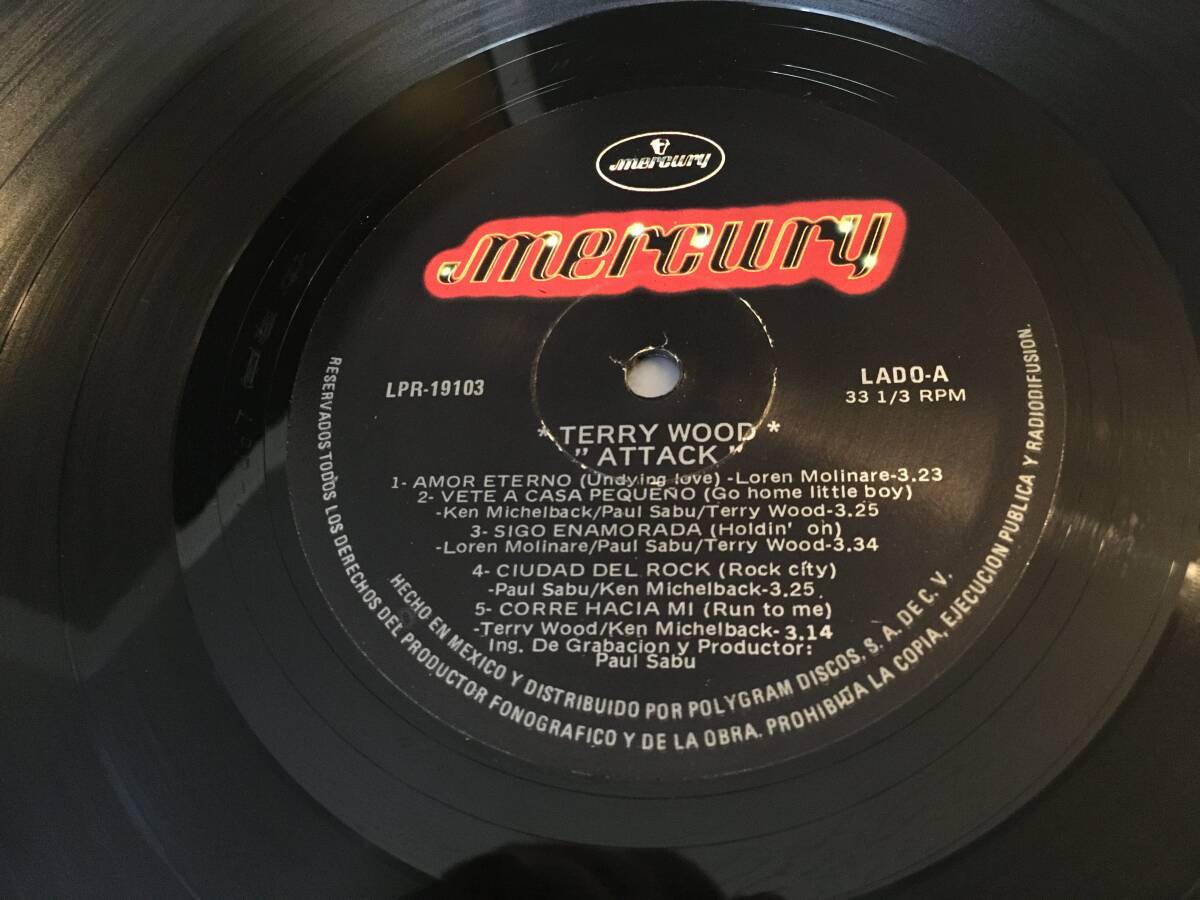 mercury
mercury
LPR-19103
LADO-A
33 1/3 RPM
* TERRY WOOD *
" ATTACK "
1- AMOR ETERNO (Undying love) -Loren Molinare-3.23
2- VETE A CASA PEQUEÑO (Go home little boy)
-Ken Michelback/Paul Sabu/Terry Wood-3.25
3- SIGO ENAMORADA (Holdin' on)
-Loren Molinare/Paul Sabu/Terry Wood-3.34
4- CIUDAD DEL ROCK (Rock city)
-Paul Sabu/Ken Michelback-3.25.
5- CORRE HACIA MI (Run to me)
-Terry Wood/Ken Michelback- 3.14
Ing. De Grabacion y Productor:
Paul Sabu
HECHO EN MEXICO Y DISTRIBUIDO POR POLYGRAM DISCOS, S. A. DE C. V.
RESERVADOS TODOS LOS DERECHOS DEL PRODUCTOR FONOGRAFICO Y DE LA OBRA. PROHIBIDA LA COPIA, EJECUCION PUBLICA Y RADIODIFUSION.